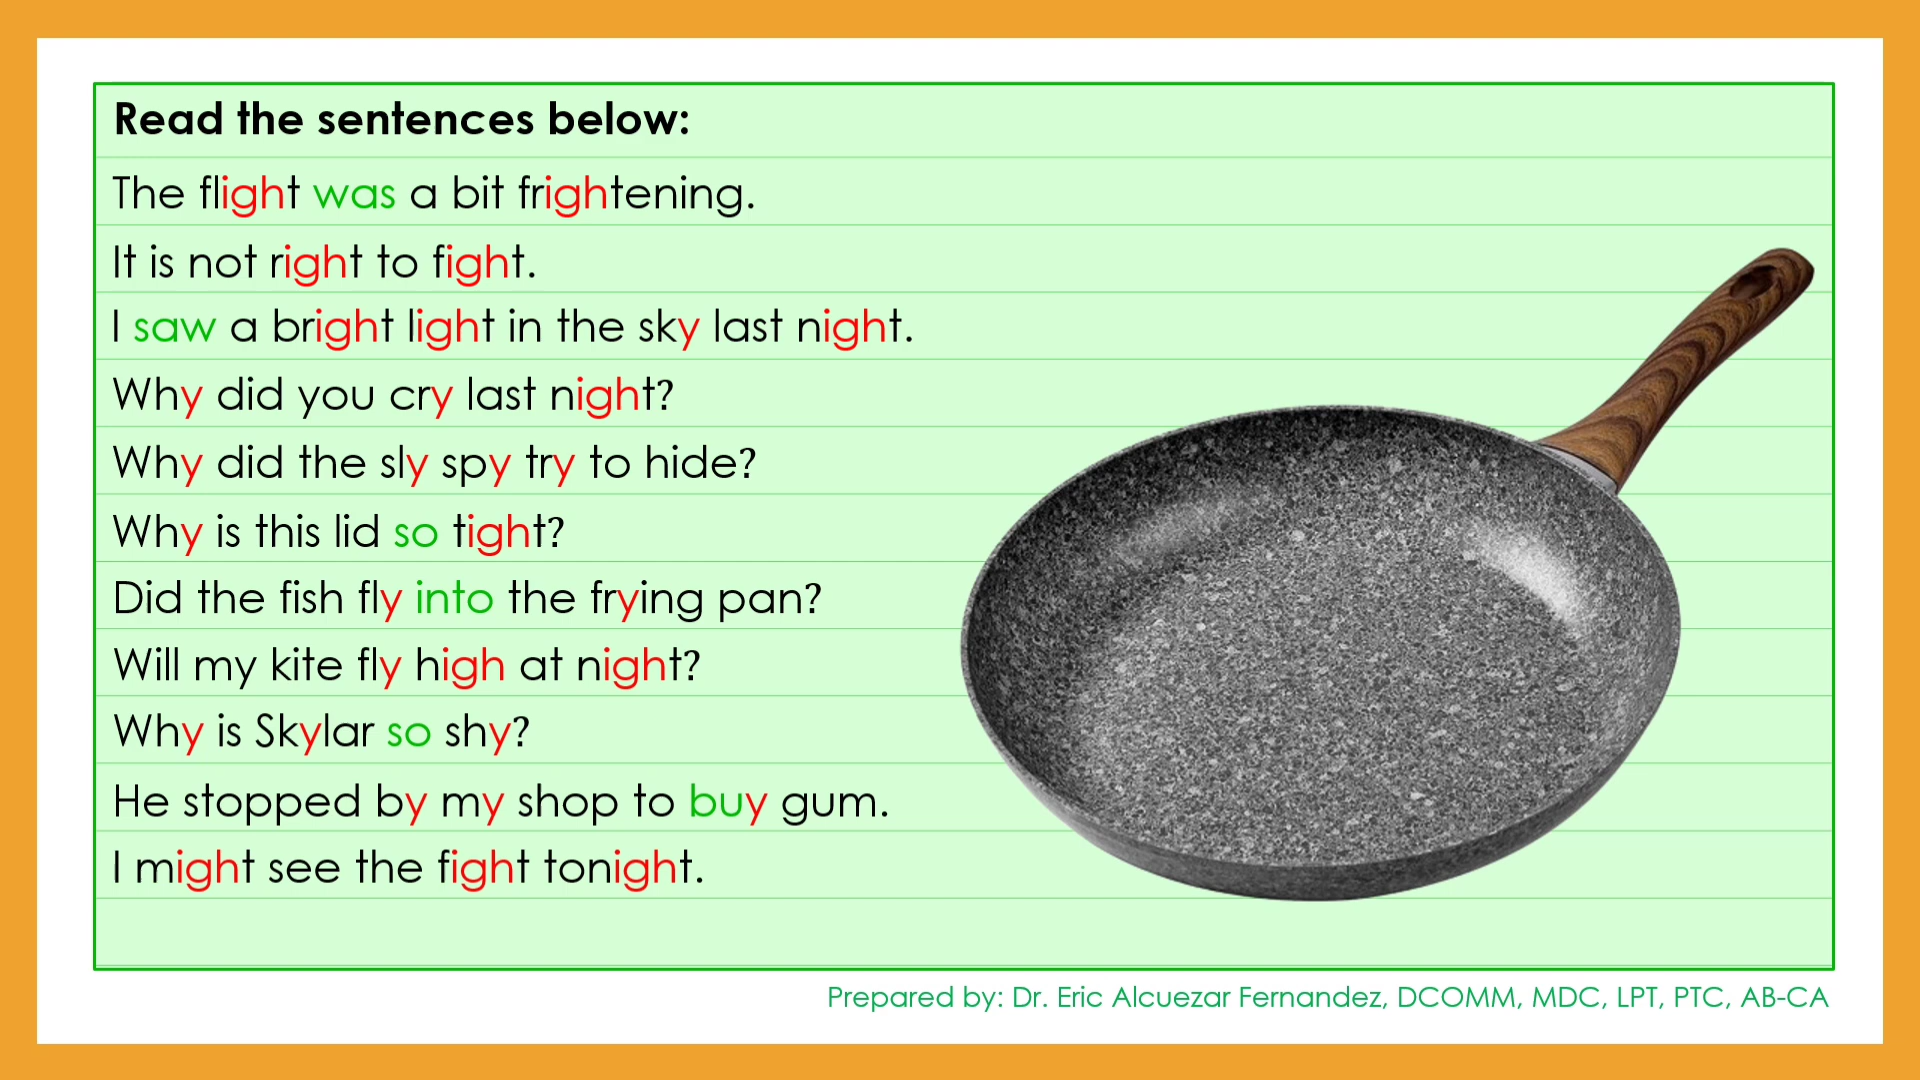 Read the sentences below:
The flight was a bit frightening.
It is not right to fight.
I saw a bright light in the sky last night.
Why did you cry last night?
Why did the sly spy try to hide?
Why is this lid so tight?
Did the fish fly into the frying pan?
Will my kite fly high at night?
Why is Skylar so shy?
He stopped by my shop to buy gum.
I might see the fight tonight.
Prepared by: Dr. Eric Alcuezar Fernandez, DCOMM, MDC, LPT, PTC, AB-CA